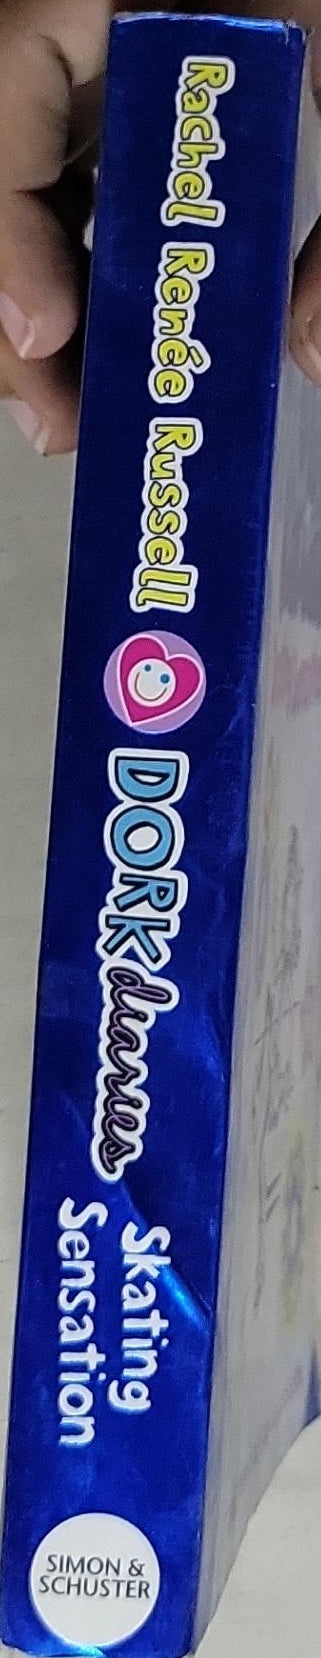 Rachel Renée Russell
DORK diaries
Skating
Sensation
SIMON &
SCHUSTER